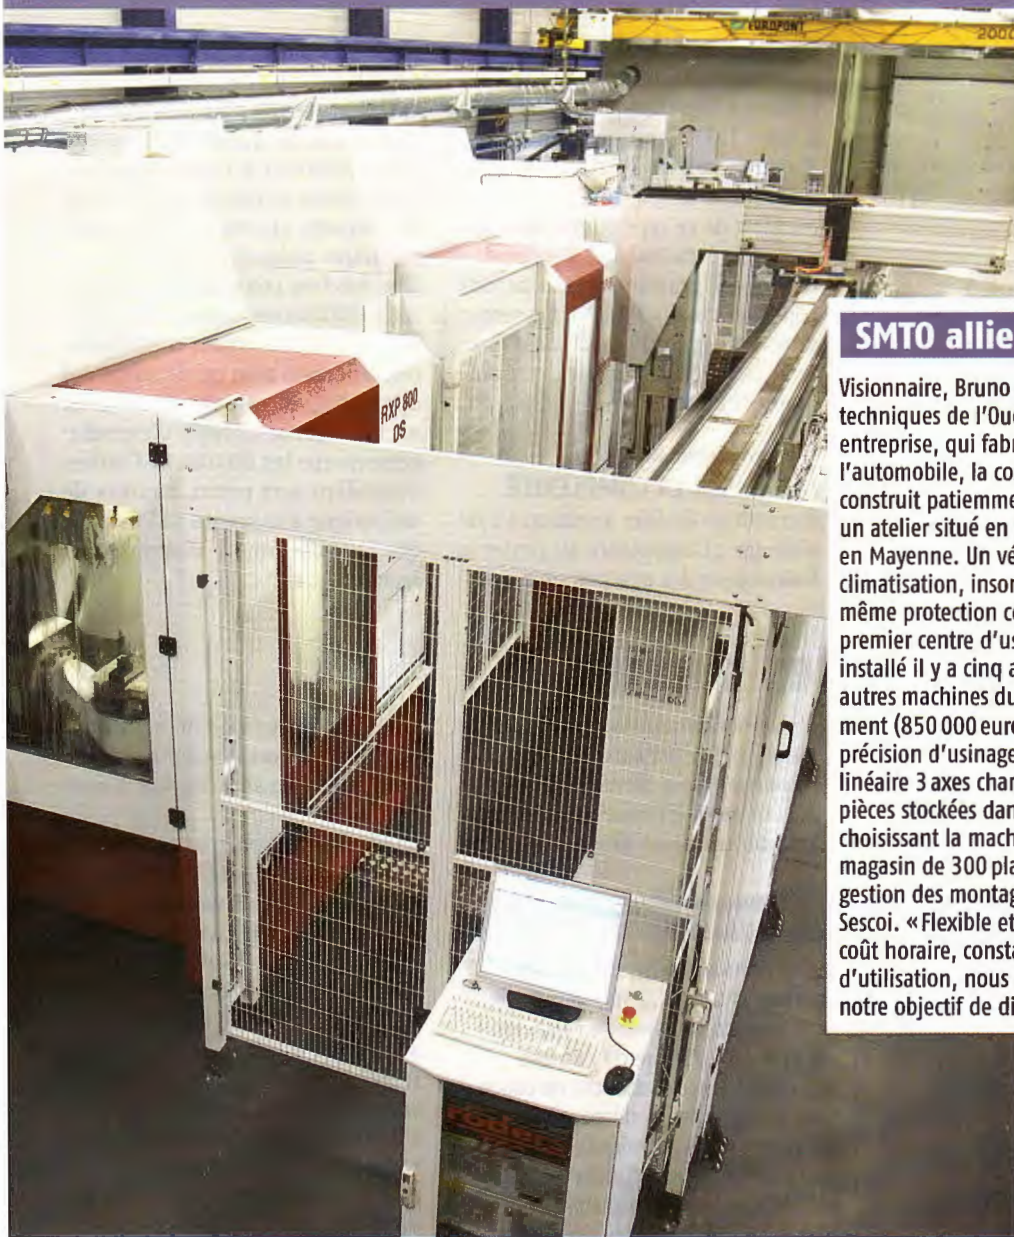 EUROPONT
2000
RXP 800
DS
SMTO allie
Visionnaire, Bruno
techniques de l'Oue
entreprise, qui fabr
l'automobile, la co
construit patiemme
un atelier situé en
en Mayenne. Un vé
climatisation, inson
même protection co
premier centre d'us
installé il y a cinq a
autres machines du
ment (850 000 eure
précision d'usinage
linéaire 3 axes char
pièces stockées dan
choisissant la mach
magasin de 300 pla
gestion des montag
Sescoi. «Flexible et
coût horaire, consta
d'utilisation, nous
notre objectif de di
röders